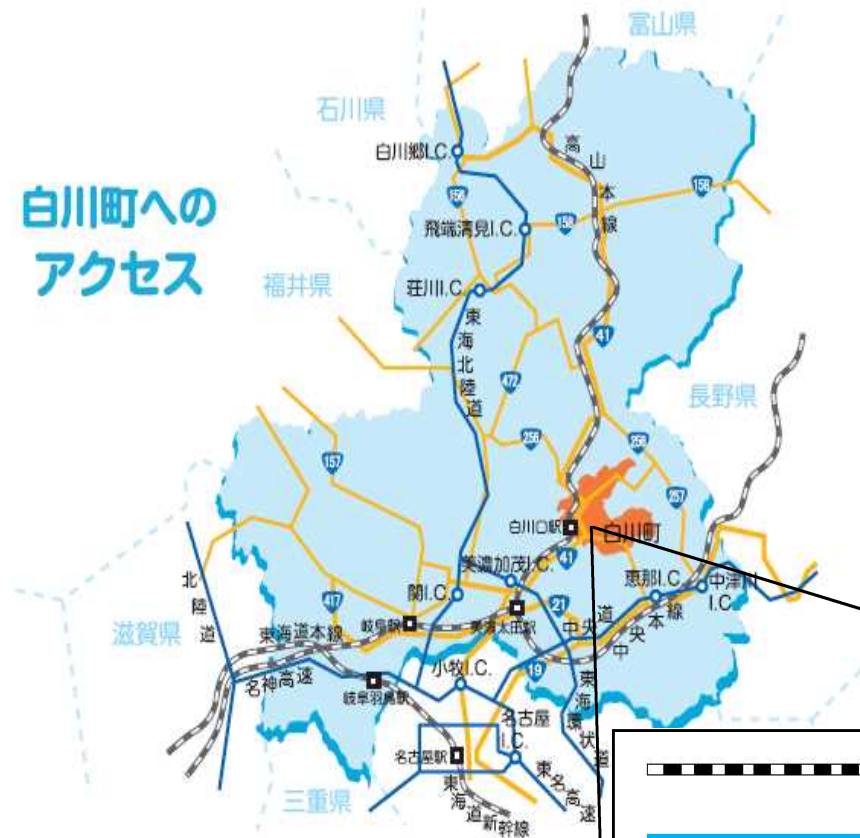 富山県
石川県
白川郷I.C.
高山本線
156
158
158
白川町への
アクセス
飛騨清見I.C.
福井県
荘川I.C.
東海北陸道
41
472
長野県
256
256
157
257
白川口駅
白川町
美濃加茂I.C.
41
恵那I.C.
中津川
I.C.
関I.C.
北陸道
417
岐阜駅
美濃太田駅
21
中央道
中央本線
滋賀県
東海道本線
名神高速
岐阜羽島駅
小牧I.C.
19
東海環状道
名古屋
I.C.
名古屋駅
東名高速
三重県
東海道新幹線